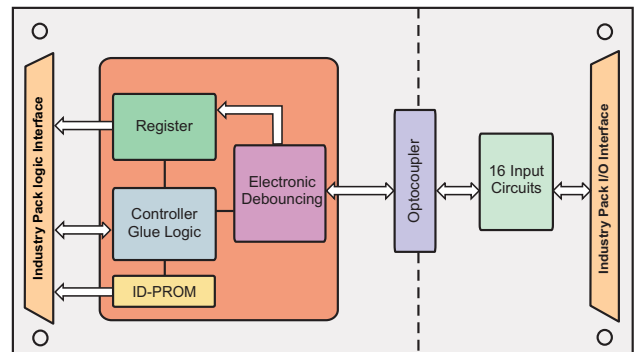 Industry Pack logic Interface
Register
Controller
Glue Logic
ID-PROM
Electronic
Debouncing
Optocoupler
16 Input
Circuits
Industry Pack I/O Interface